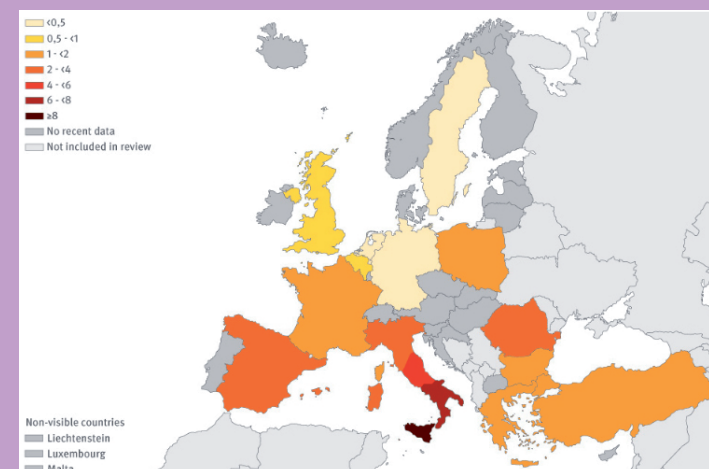 <0,5
0,5 - <1
1 - <2
2 - <4
4 - <6
6 - <8
≥8
No recent data
Not included in review
Non-visible countries
Liechtenstein
Luxembourg
Malta